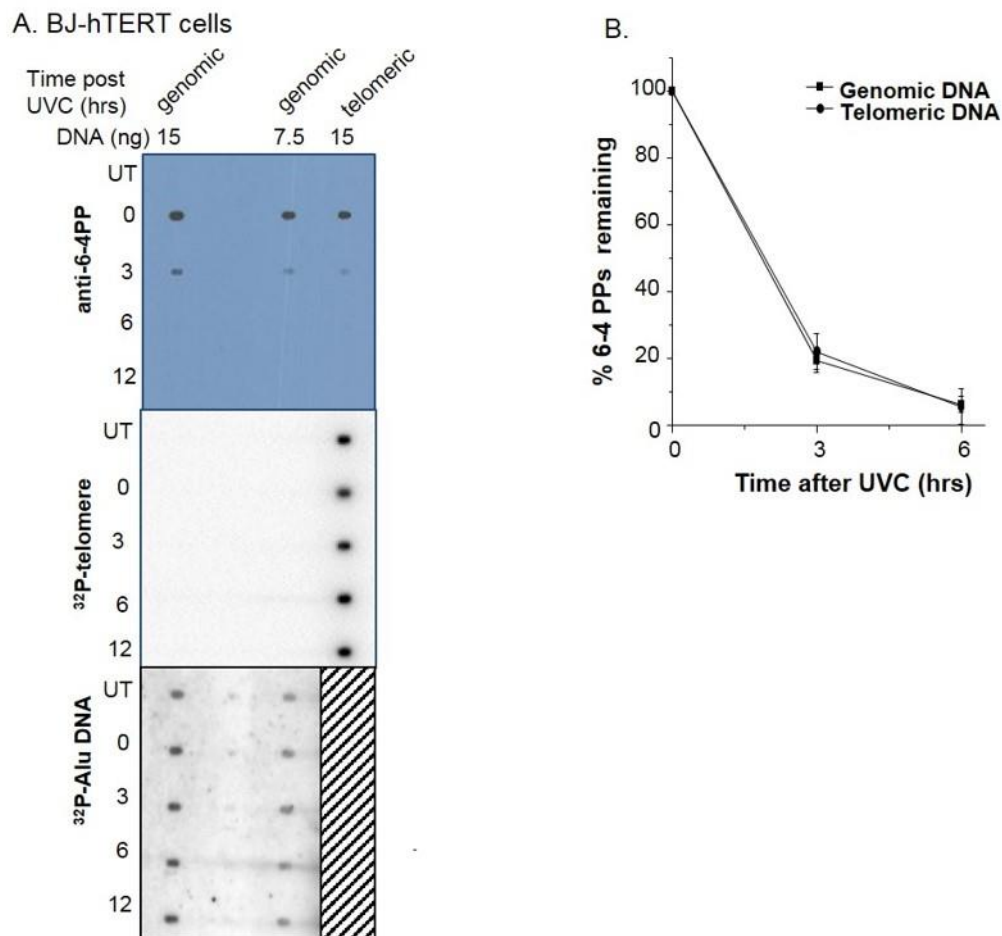 A. BJ-hTERT cells
Time post
UVC (hrs)
genomic
genomic
telomeric
DNA (ng)
15
7.5
15
anti-6-4PP
UT
0
3
6
12
³²P-telomere
UT
0
3
6
12
³²P-Alu DNA
UT
0
3
6
12
B.
Genomic DNA
Telomeric DNA
% 6-4 PPs remaining
100
80
60
40
20
0
0
3
6
Time after UVC (hrs)